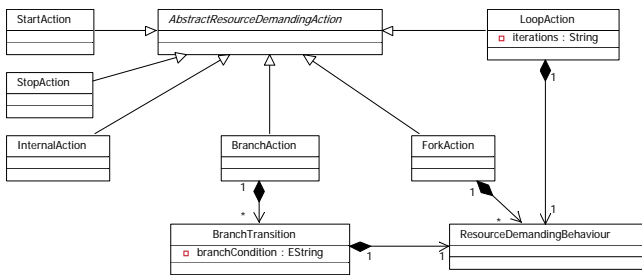 StartAction
AbstractResourceDemandingAction
LoopAction
iterations : String
StopAction
1
InternalAction
BranchAction
ForkAction
1
1
*
*
1
BranchTransition
branchCondition : EString
1
1
ResourceDemandingBehaviour